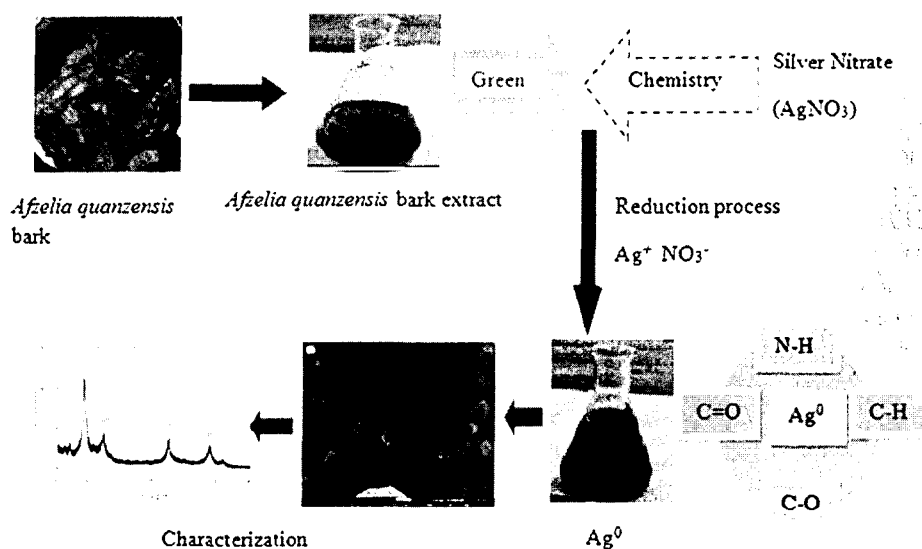 Green
Chemistry
Silver Nitrate
(AgNO₃)
Afzelia quanzensis
bark
Afzelia quanzensis bark extract
Reduction process
Ag⁺ NO₃⁻
N-H
C=O
Ag⁰
C-H
C-O
Characterization
Ag⁰